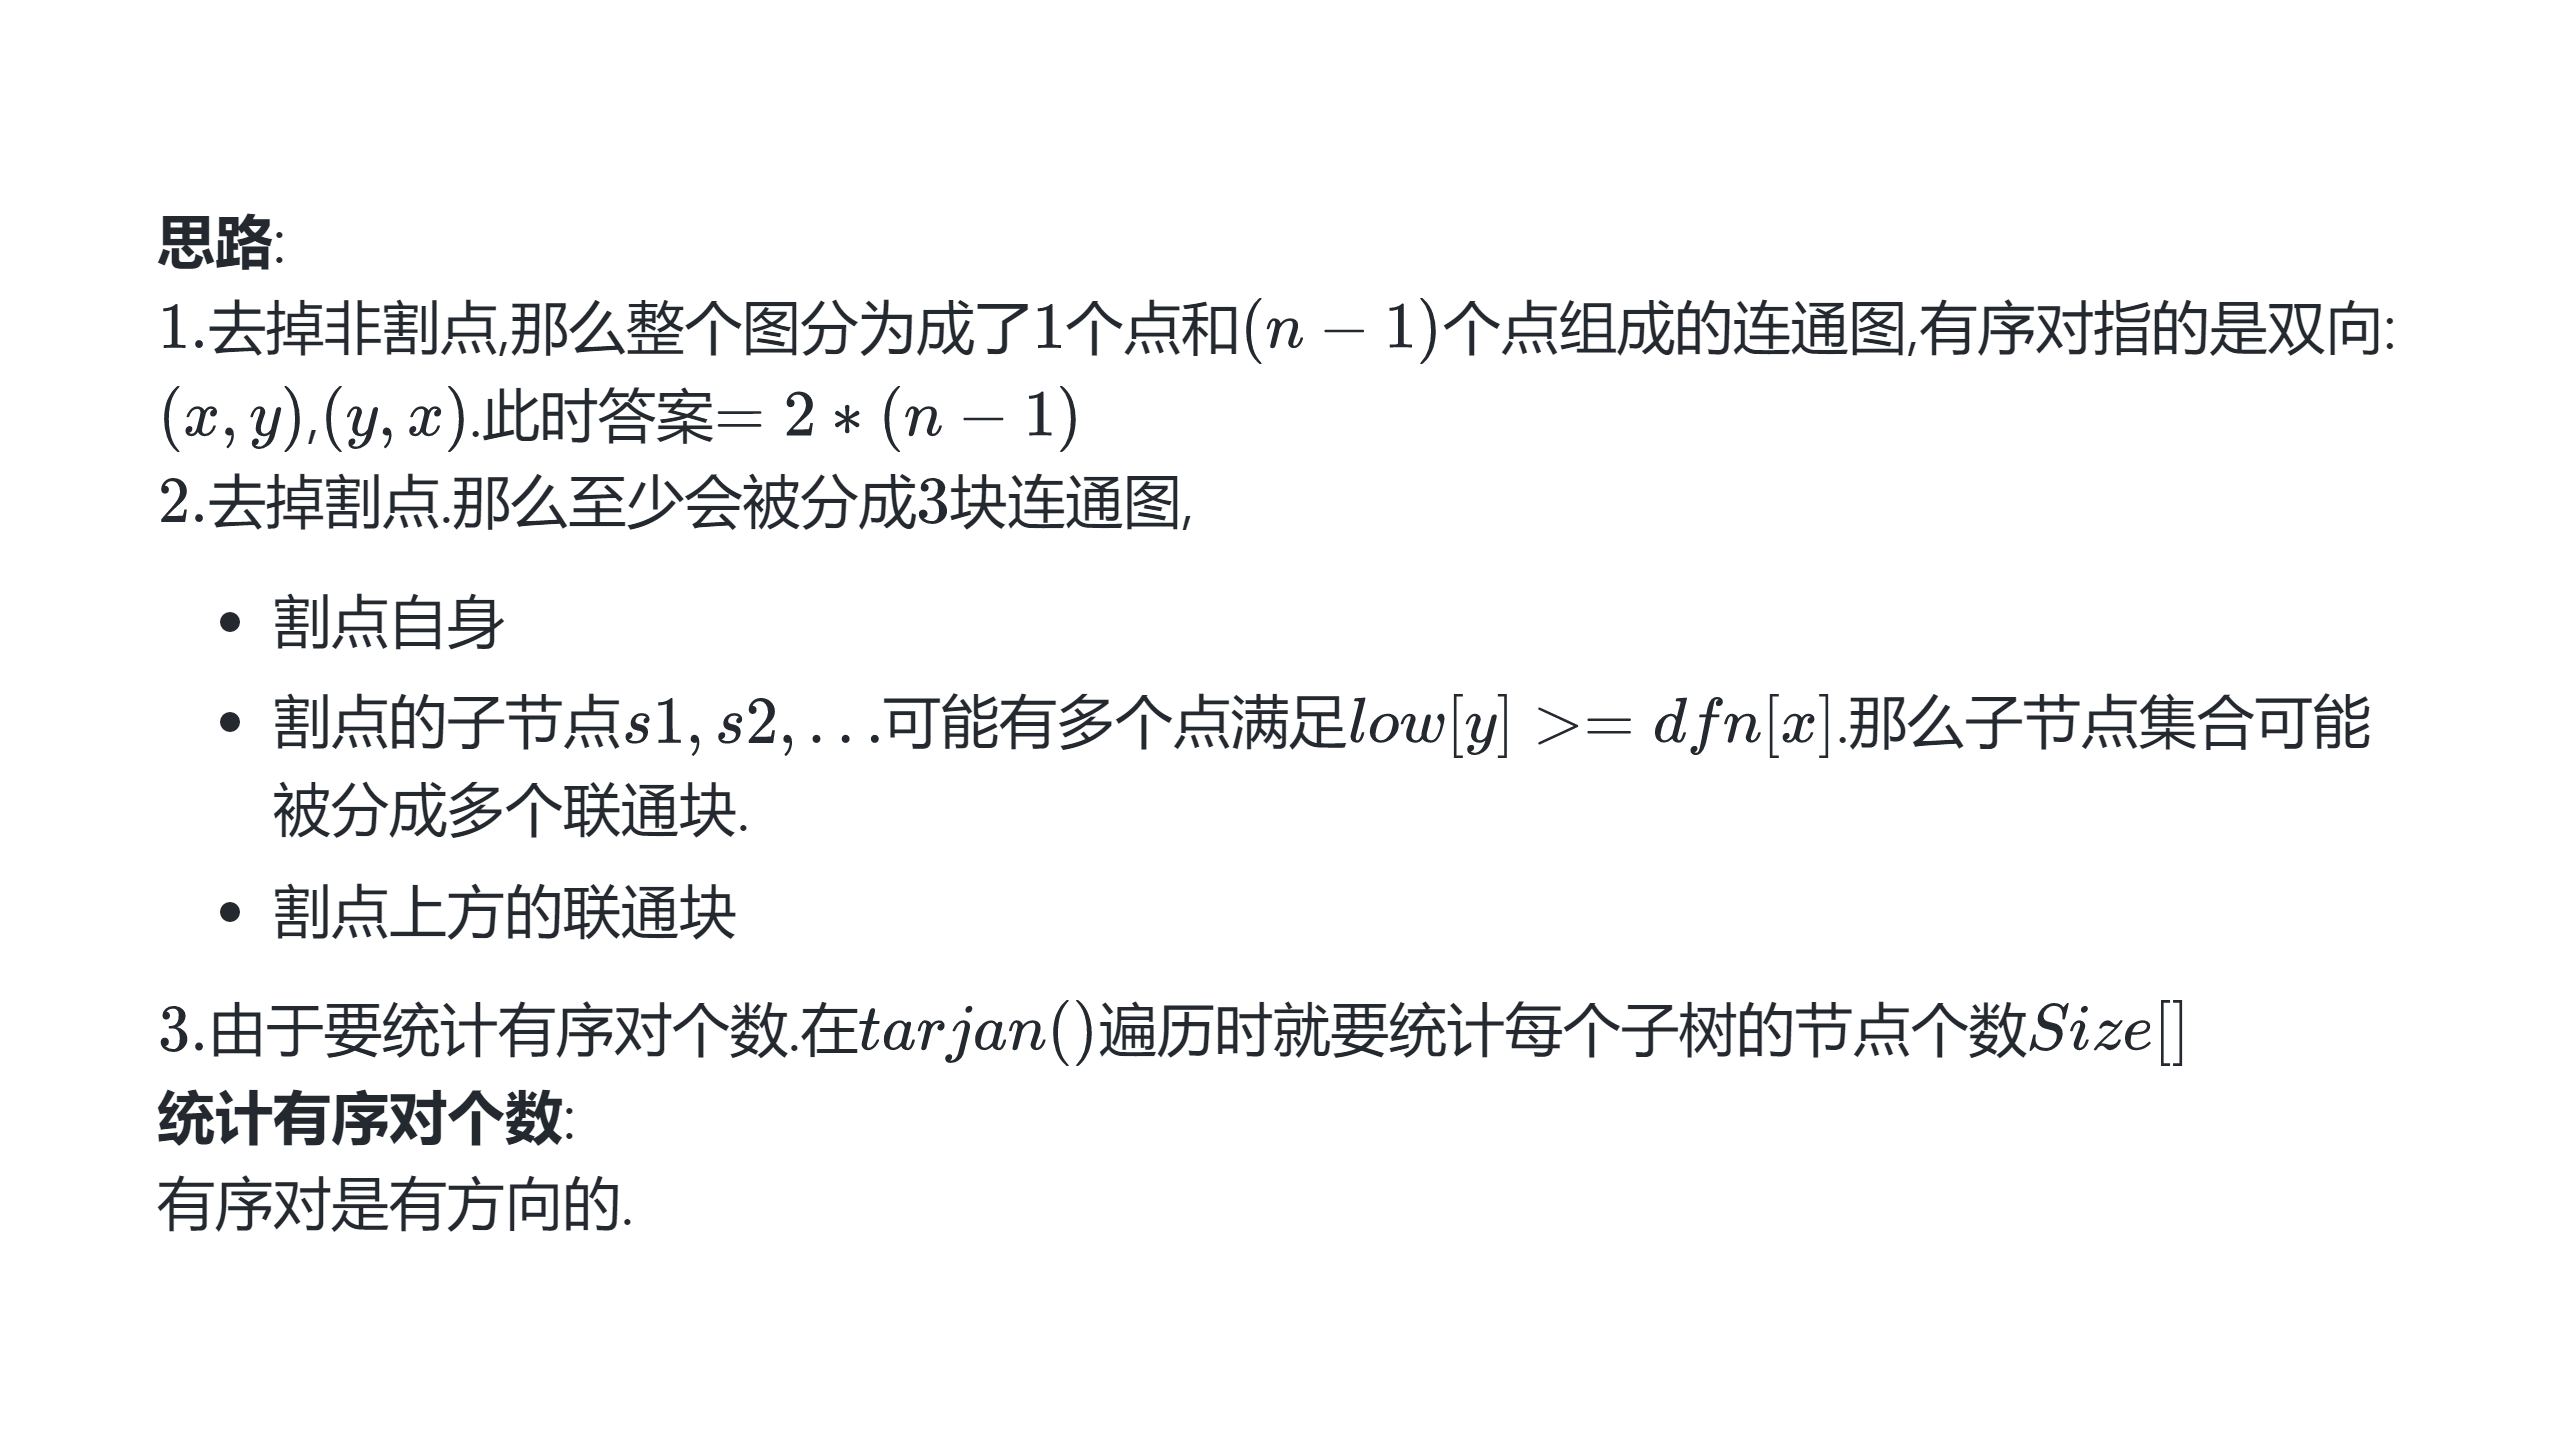 思路:
1.去掉非割点,那么整个图分为成了1个点和(n − 1)个点组成的连通图,有序对指的是双向:
(x, y),(y, x).此时答案= 2 ∗ (n − 1)
2.去掉割点.那么至少会被分成3块连通图,
• 割点自身
• 割点的子节点s1, s2, . . .可能有多个点满足low[y] >= dfn[x].那么子节点集合可能
被分成多个联通块.
• 割点上方的联通块
3.由于要统计有序对个数.在tarjan()遍历时就要统计每个子树的节点个数Size[]
统计有序对个数:
有序对是有方向的.